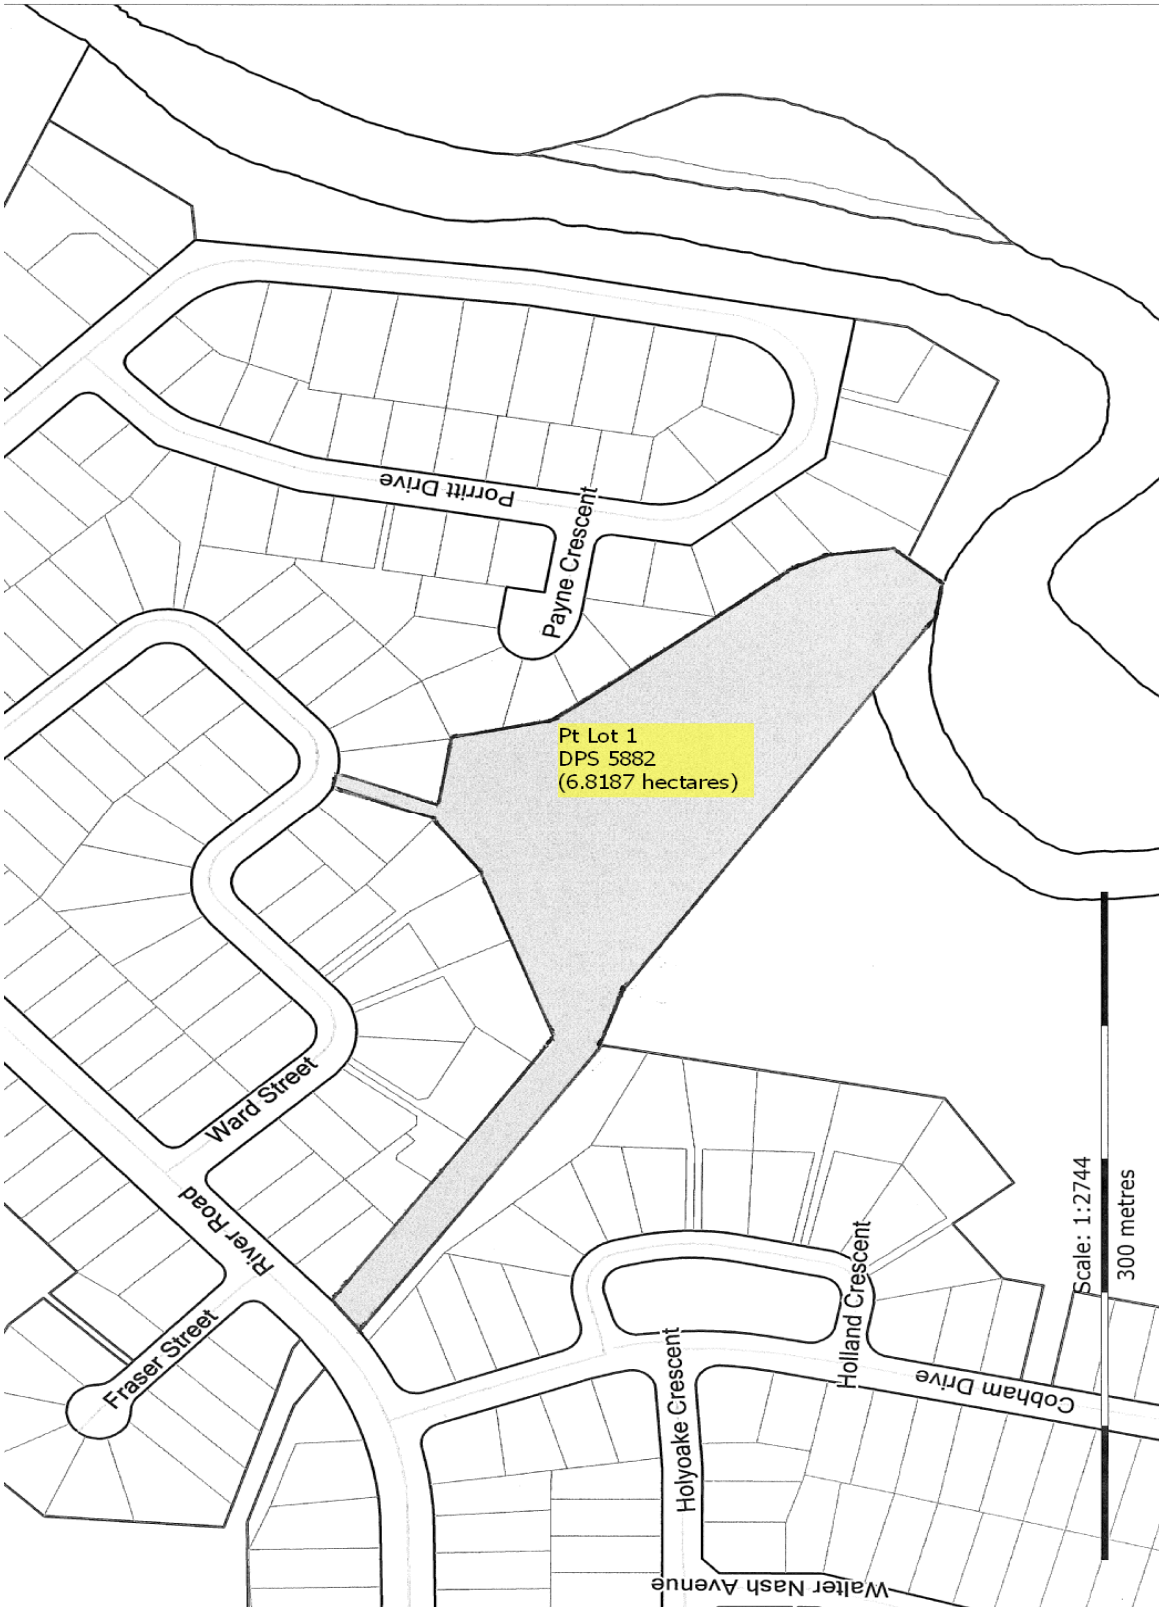 Porritt Drive
Payne Crescent
Pt Lot 1
DPS 5882
(6.8187 hectares)
Ward Street
River Road
Fraser Street
Scale: 1:2744
300 metres
Holland Crescent
Holyoake Crescent
Cobham Drive
Walter Nash Avenue